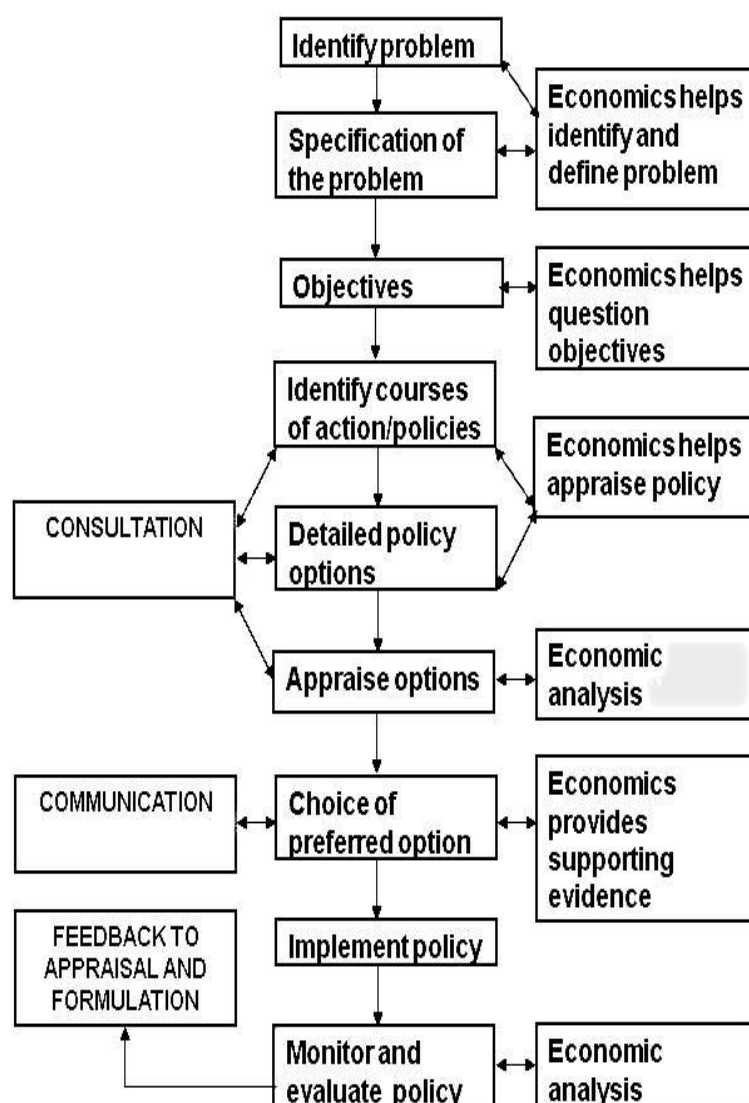 Identify problem
Economics helps
identify and
define problem
Specification of
the problem
Objectives
Economics helps
question
objectives
Identify courses
of action/policies
Economics helps
appraise policy
CONSULTATION
Detailed policy
options
Appraise options
Economic
analysis
COMMUNICATION
Choice of
preferred option
Economics
provides
supporting
evidence
Implement policy
FEEDBACK TO
APPRAISAL AND
FORMULATION
Monitor and
evaluate policy
Economic
analysis